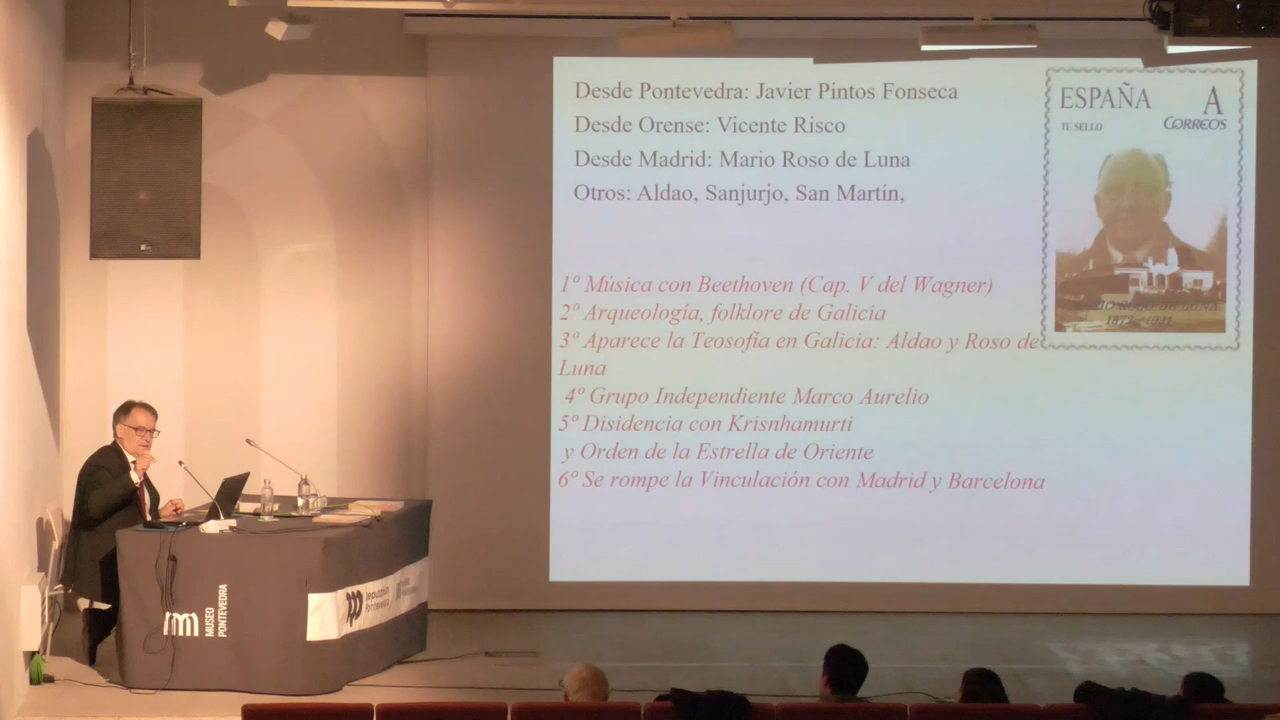 Desde Pontevedra: Javier Pintos Fonseca
Desde Orense: Vicente Risco
Desde Madrid: Mario Roso de Luna
Otros: Aldao, Sanjurjo, San Martín,
ESPAÑA A
TU SELLO CORREOS
1º Música con Beethoven (Cap. V del Wagner)
2º Arqueología, folklore de Galicia
3º Aparece la Teosofía en Galicia: Aldao y Roso de
Luna
4º Grupo Independiente Marco Aurelio
5º Disidencia con Krisnhamurti
y Orden de la Estrella de Oriente
6º Se rompe la Vinculación con Madrid y Barcelona
MUSEO
PONTEVEDRA